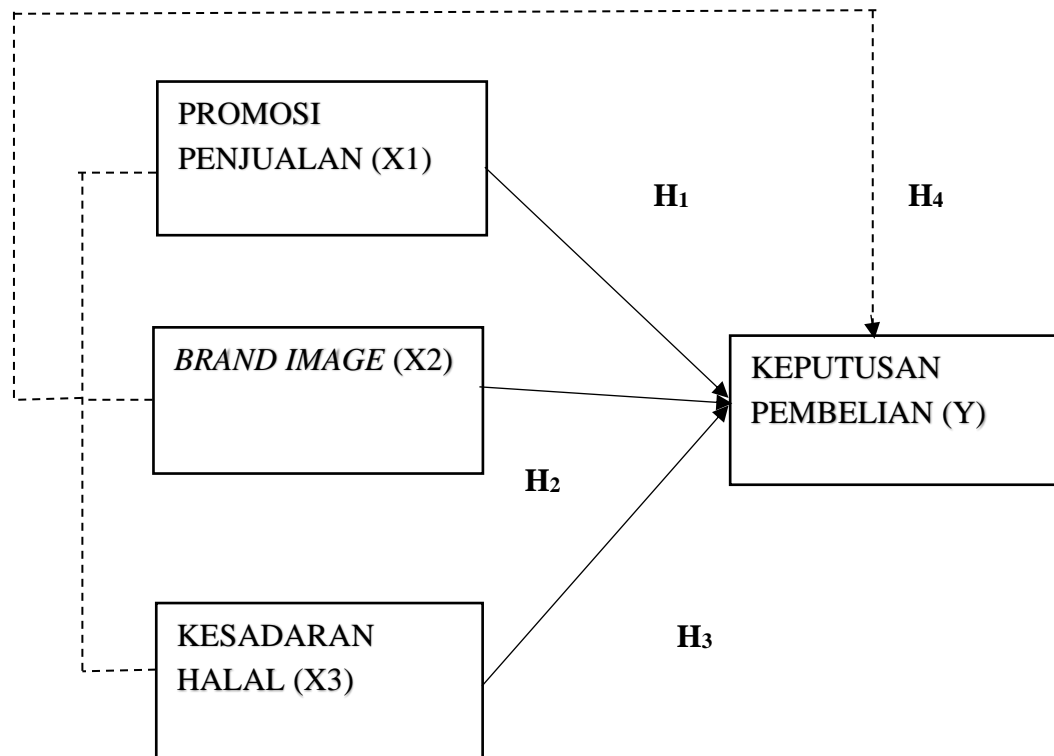 PROMOSI
PENJUALAN (X1)
H1
H4
BRAND IMAGE (X2)
KEPUTUSAN
PEMBELIAN (Y)
H2
KESADARAN
HALAL (X3)
H3